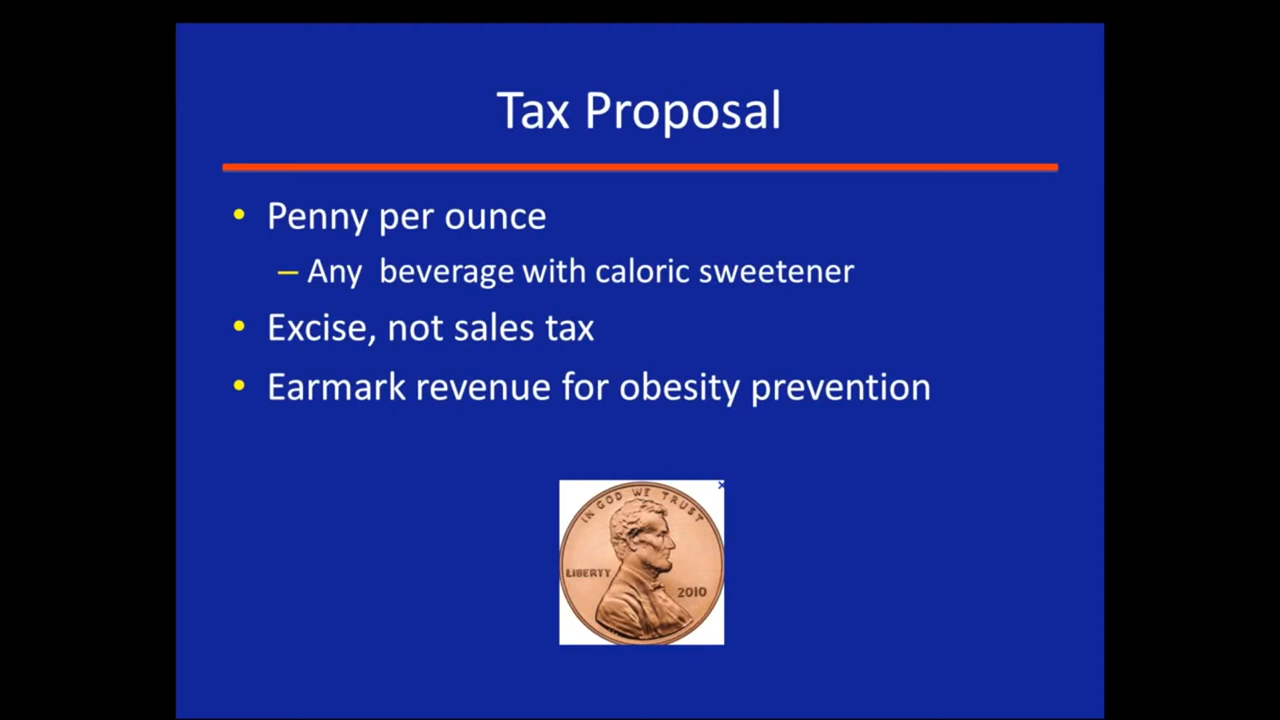 Tax Proposal
• Penny per ounce
– Any beverage with caloric sweetener
• Excise, not sales tax
• Earmark revenue for obesity prevention
IN GOD WE TRUST
LIBERTY
2010